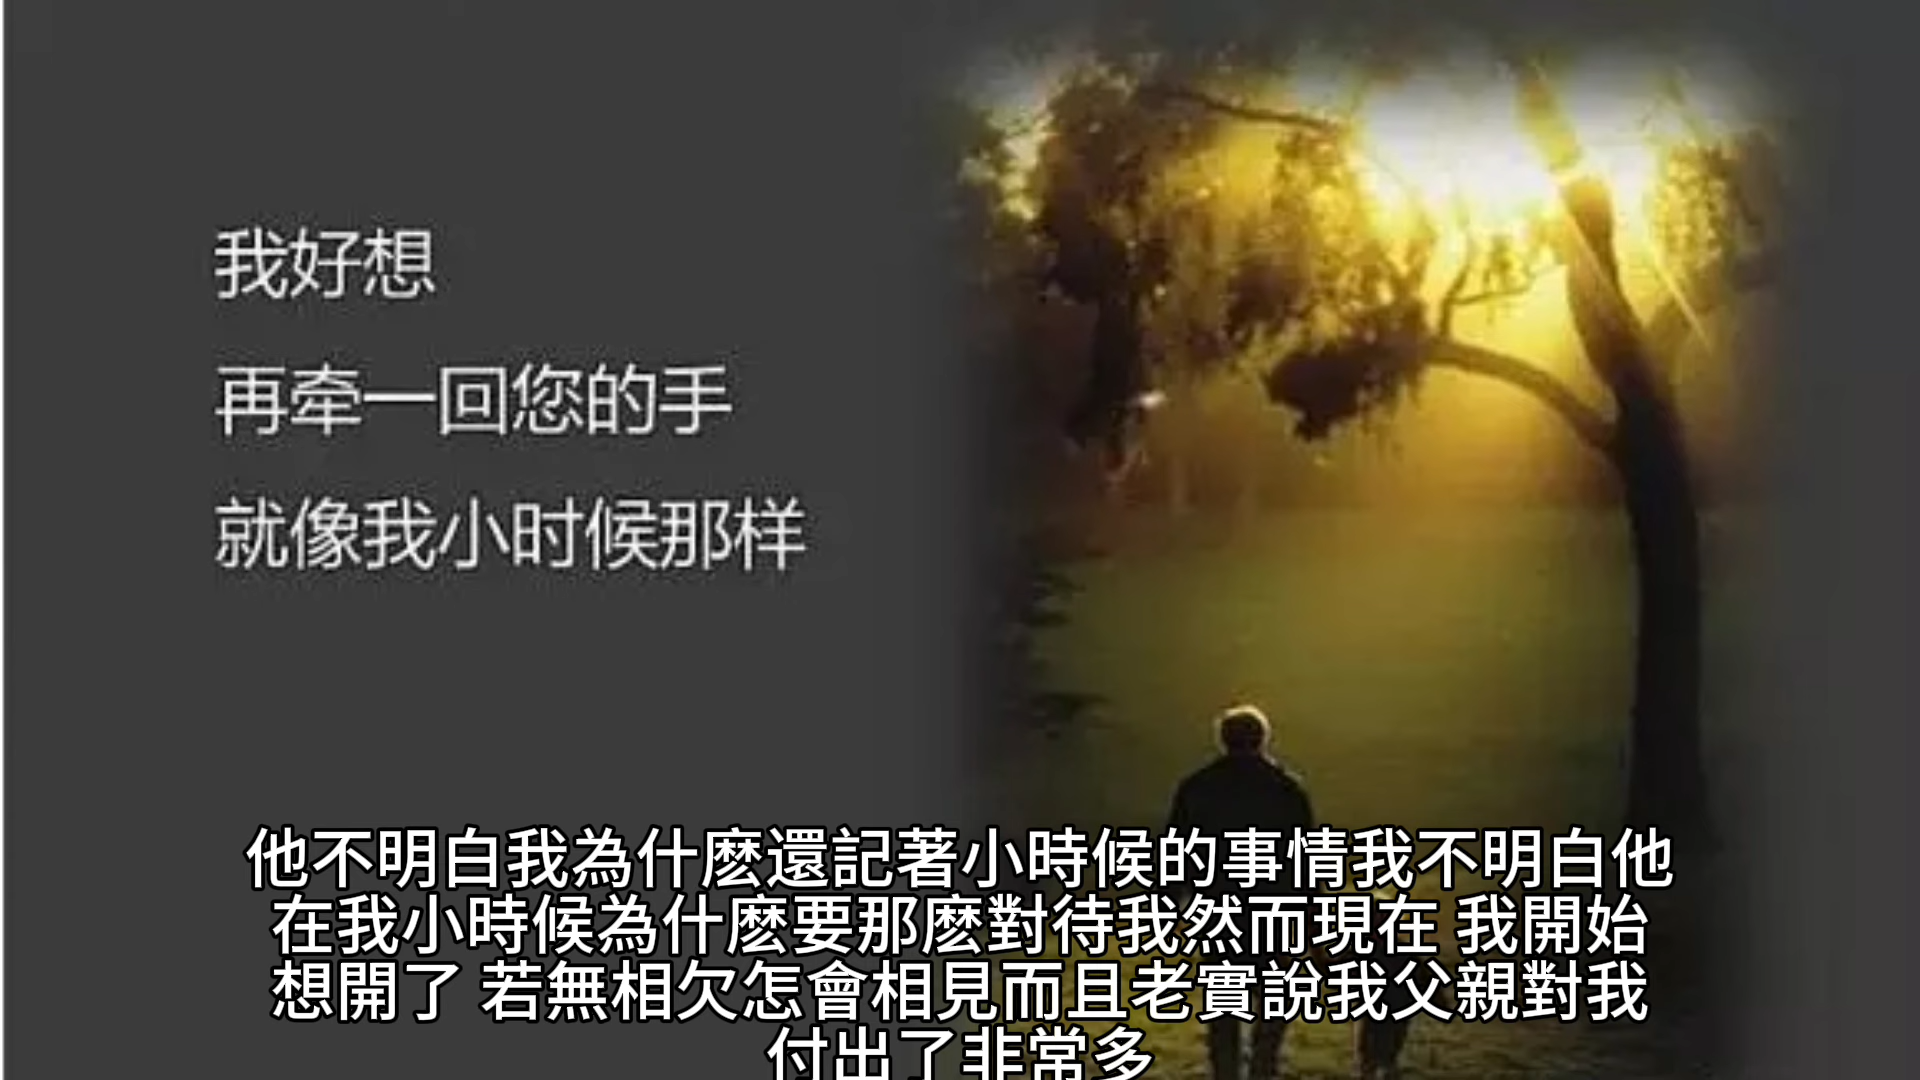 我好想
再牵一回您的手
就像我小时候那样
他不明白我為什麽還記著小時候的事情我不明白他
在我小時候為什麽要那麽對待我然而現在 我開始
想開了 若無相欠怎會相見而且老實說我父親對我
付出了非常多